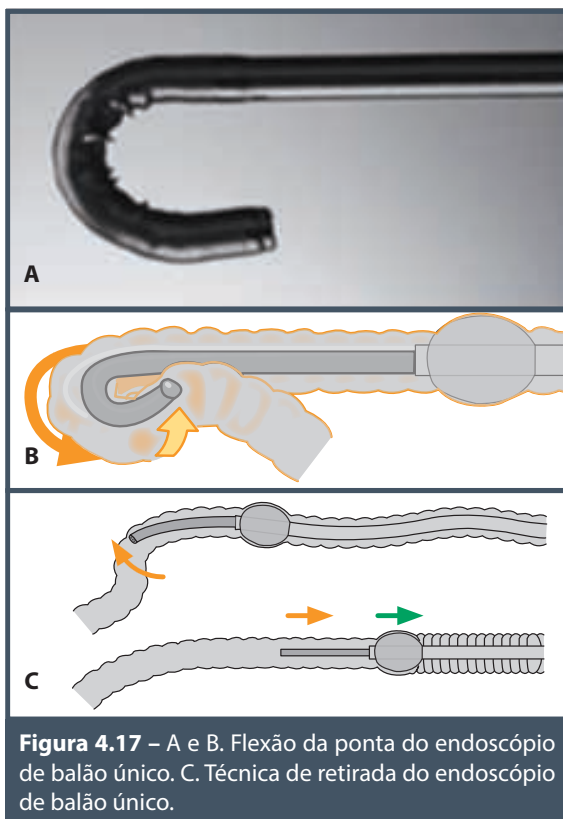 A
B
C
Figura 4.17 – A e B. Flexão da ponta do endoscópio
de balão único. C. Técnica de retirada do endoscópio
de balão único.